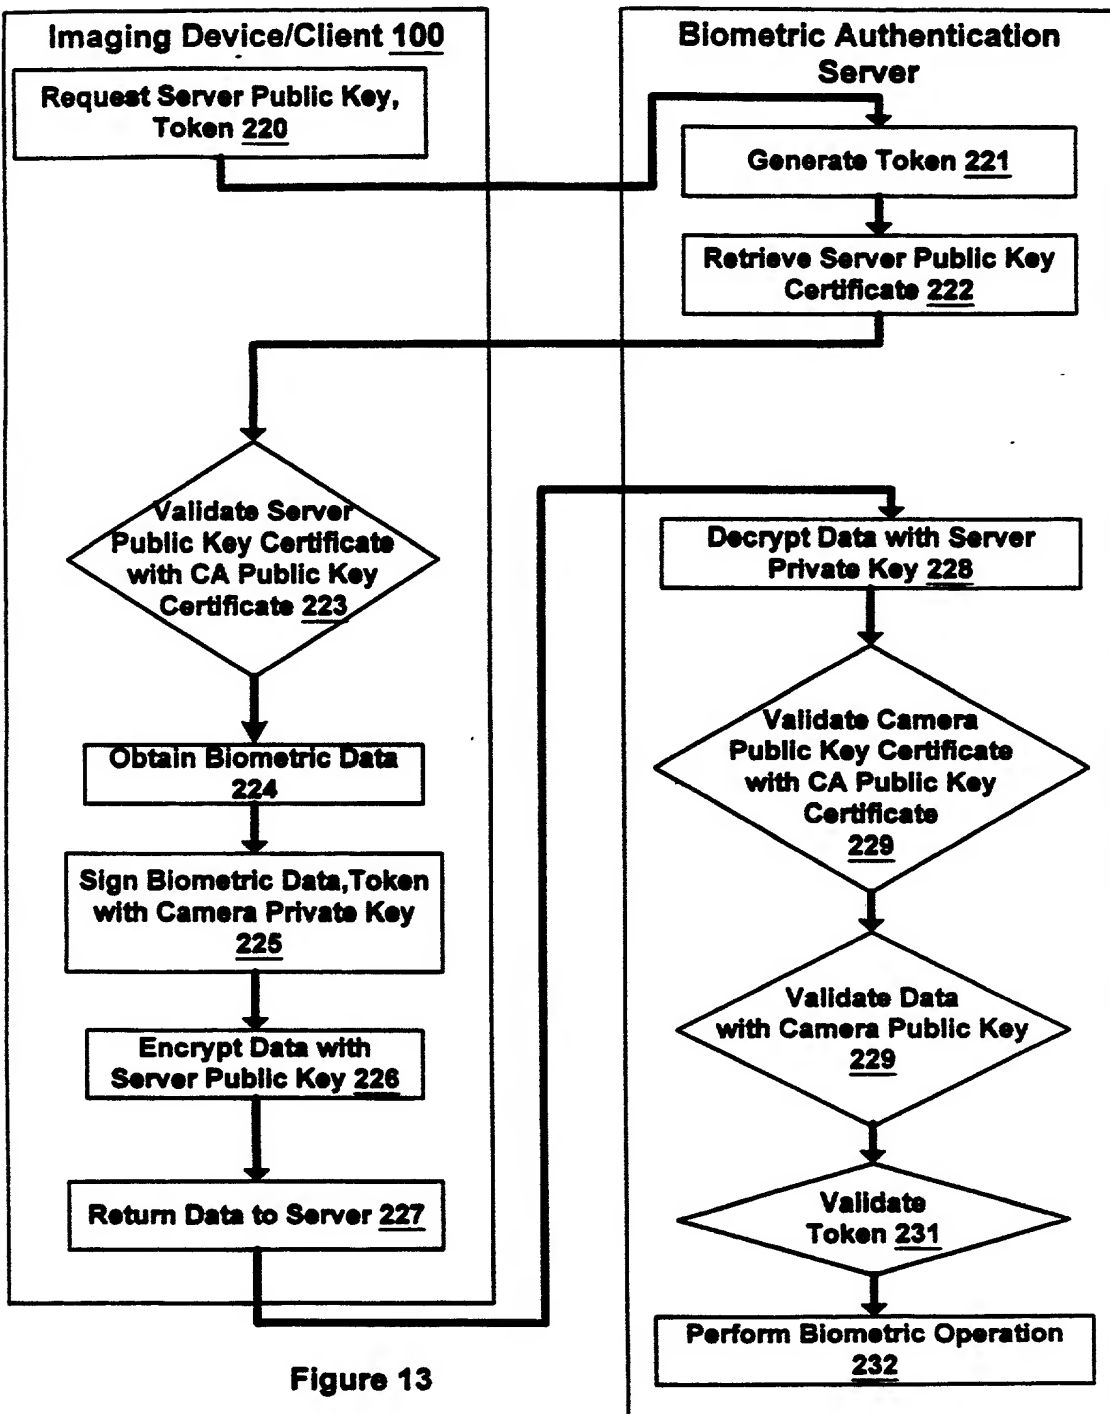 Imaging Device/Client 100
Request Server Public Key,
Token 220
Biometric Authentication
Server
Generate Token 221
Retrieve Server Public Key
Certificate 222
Validate Server
Public Key Certificate
with CA Public Key
Certificate 223
Obtain Biometric Data
224
Sign Biometric Data,Token
with Camera Private Key
225
Encrypt Data with
Server Public Key 226
Return Data to Server 227
Decrypt Data with Server
Private Key 228
Validate Camera
Public Key Certificate
with CA Public Key
Certificate
229
Validate Data
with Camera Public Key
229
Validate
Token 231
Perform Biometric Operation
232
Figure 13